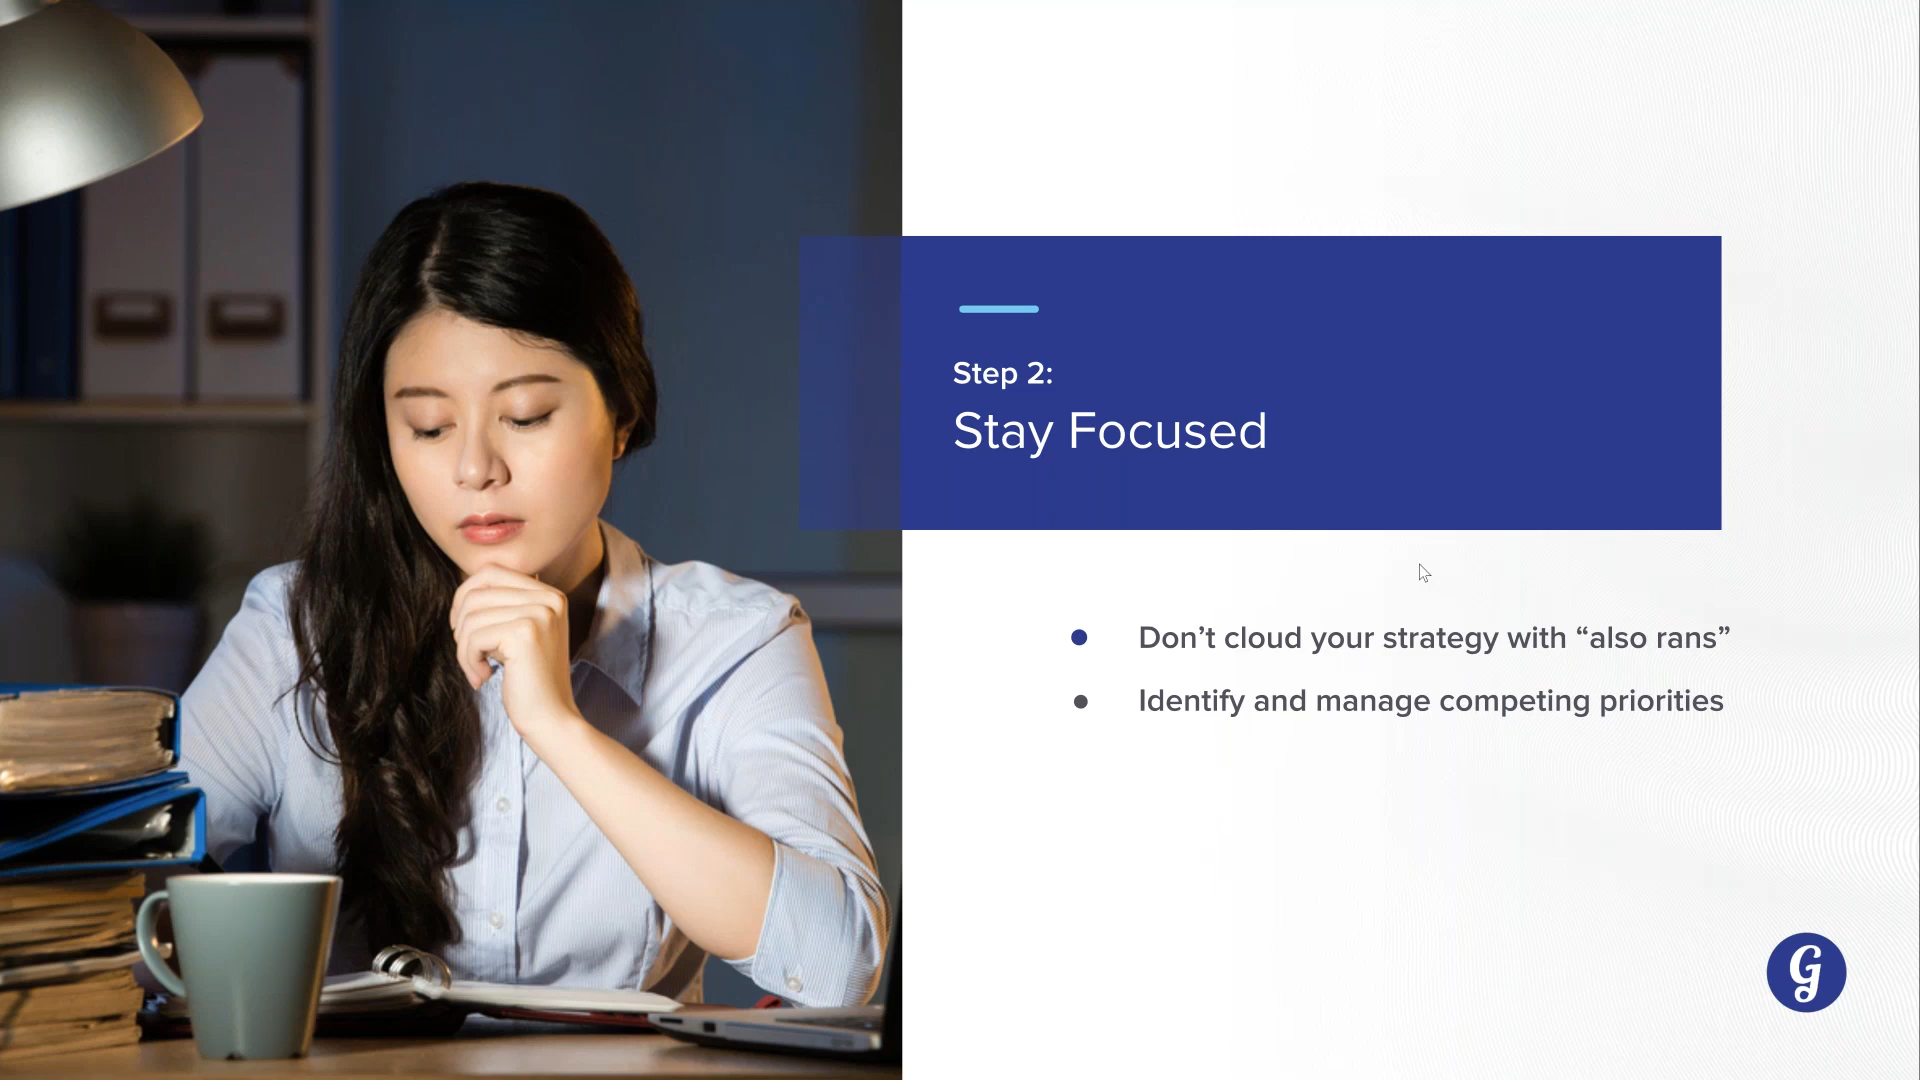 Step 2:
Stay Focused
Don’t cloud your strategy with “also rans”
Identify and manage competing priorities
G